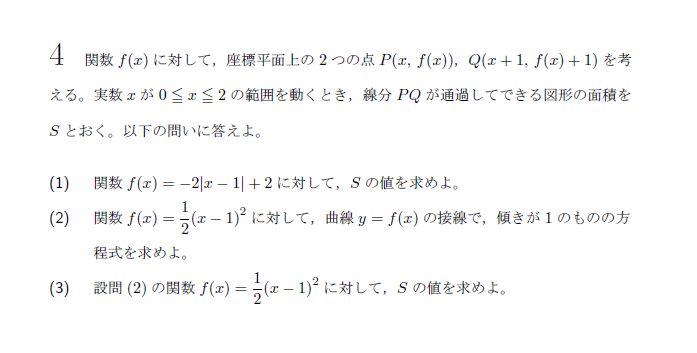 4 関数 f(x) に対して，座標平面上の 2 つの点 P(x, f(x))，Q(x + 1, f(x) + 1) を考
える。実数 x が 0 ≦ x ≦ 2 の範囲を動くとき，線分 PQ が通過してできる図形の面積を
S とおく。以下の問いに答えよ。
(1) 関数 f(x) = −2|x − 1| + 2 に対して，S の値を求めよ。
(2) 関数 f(x) = 1/2 (x − 1)² に対して，曲線 y = f(x) の接線で，傾きが 1 のものの方
程式を求めよ。
(3) 設問 (2) の関数 f(x) = 1/2 (x − 1)² に対して，S の値を求めよ。